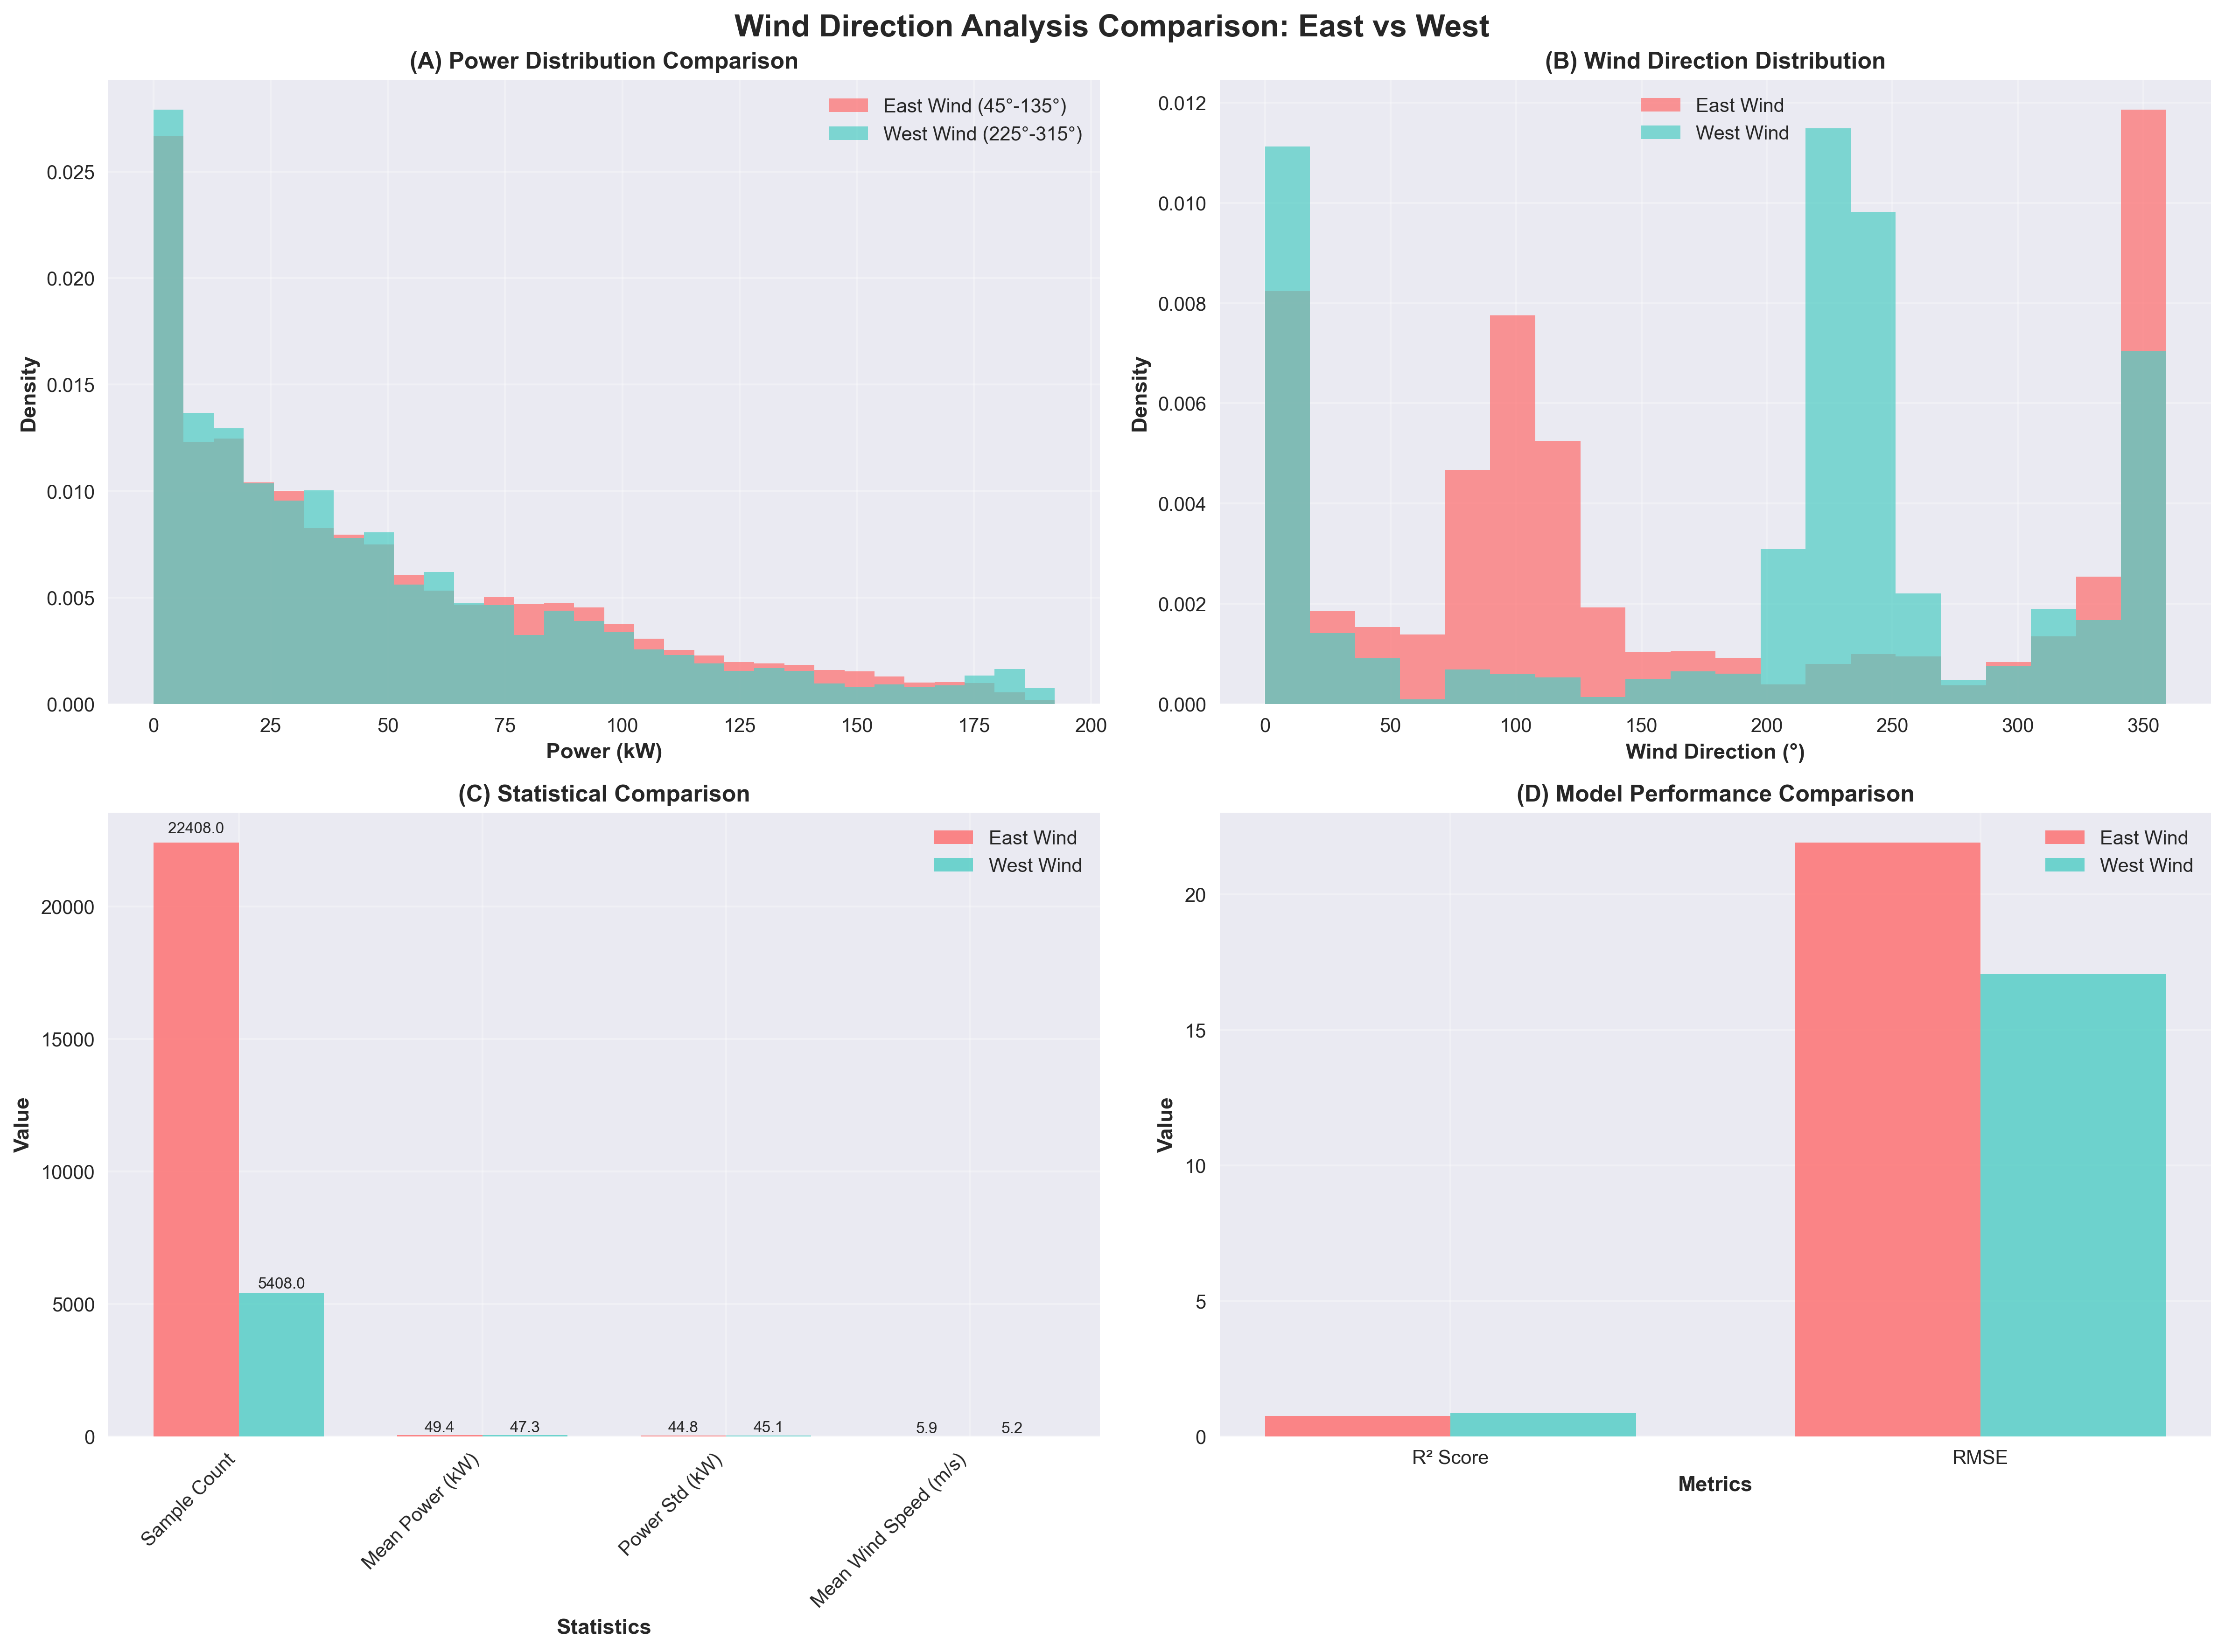 Wind Direction Analysis Comparison: East vs West
(A) Power Distribution Comparison
East Wind (45°-135°)
West Wind (225°-315°)
Density
0.025
0.020
0.015
0.010
0.005
0.000
0 25 50 75 100 125 150 175 200
Power (kW)
(B) Wind Direction Distribution
East Wind
West Wind
Density
0.012
0.010
0.008
0.006
0.004
0.002
0.000
0 50 100 150 200 250 300 350
Wind Direction (°)
(C) Statistical Comparison
East Wind
West Wind
Value
20000
15000
10000
5000
0
22408.0
5408.0
49.4 47.3 44.8 45.1 5.9 5.2
Sample Count
Mean Power (kW)
Power Std (kW)
Mean Wind Speed (m/s)
Statistics
(D) Model Performance Comparison
East Wind
West Wind
Value
20
15
10
5
0
R² Score RMSE
Metrics